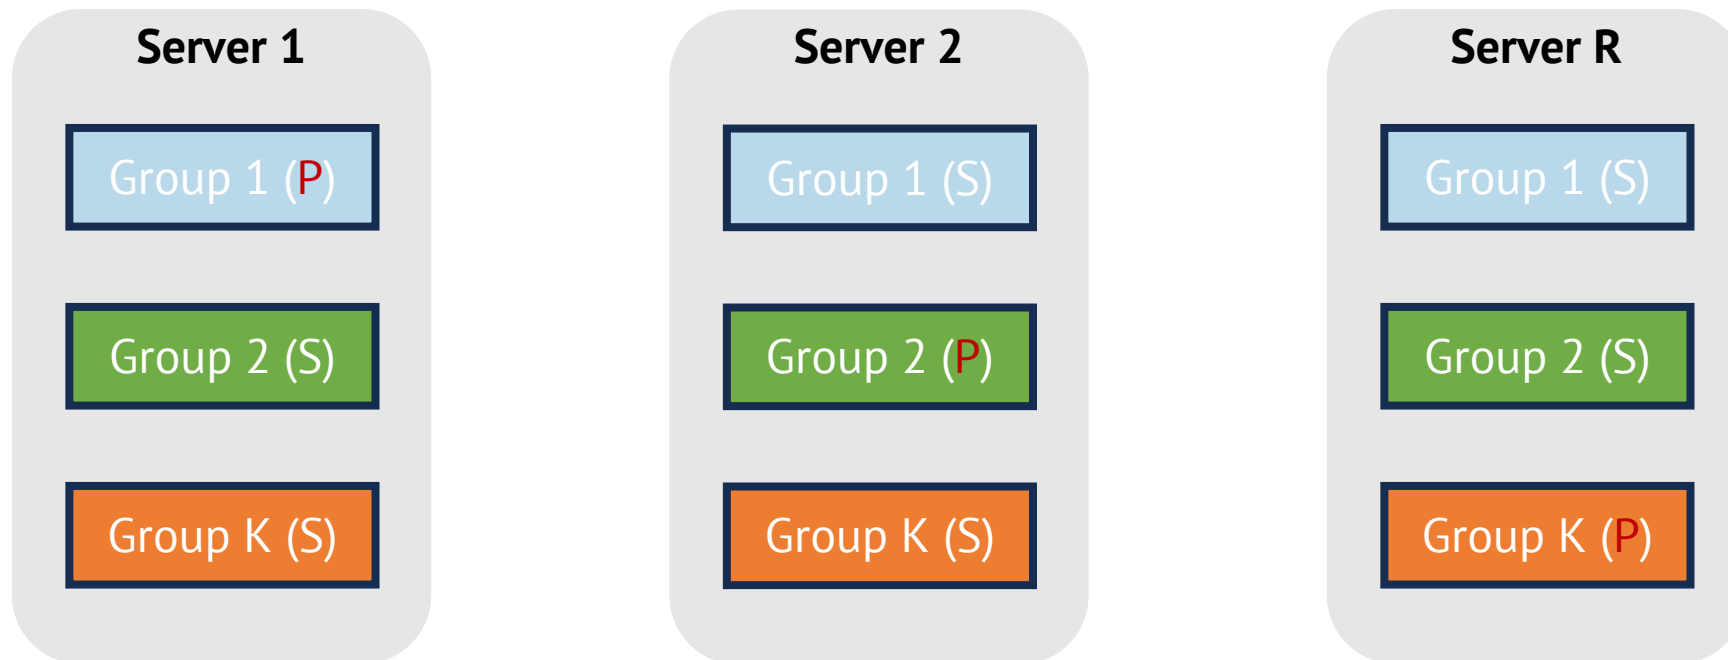 Server 1
Group 1 (P)
Group 2 (S)
Group K (S)
Server 2
Group 1 (S)
Group 2 (P)
Group K (S)
Server R
Group 1 (S)
Group 2 (S)
Group K (P)